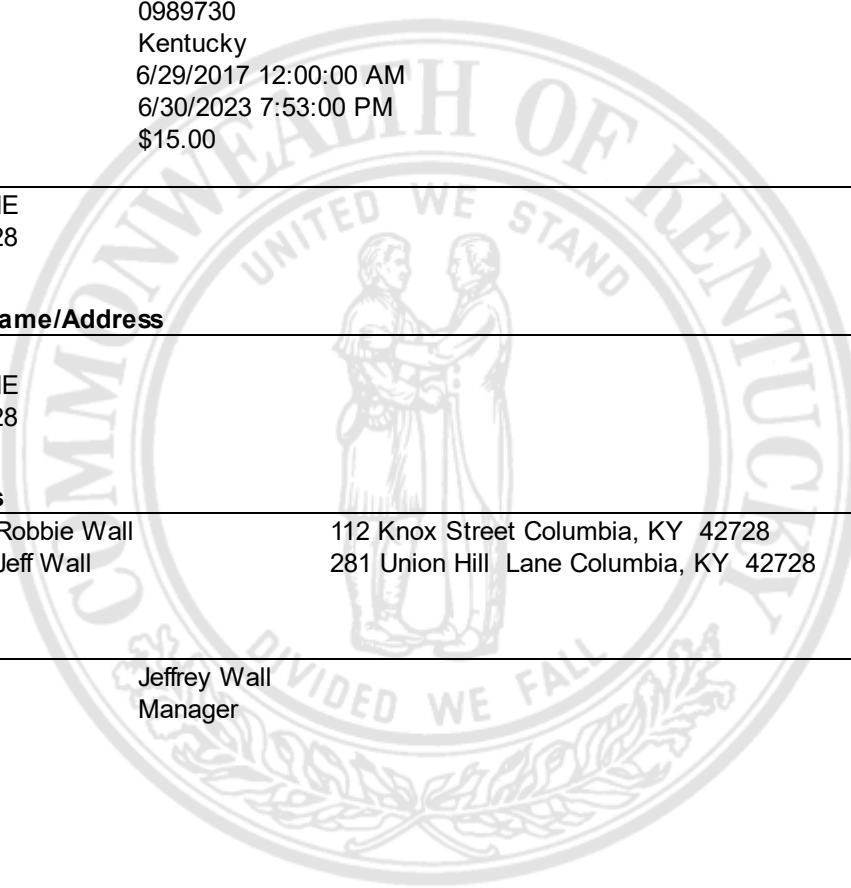 0989730
Kentucky
6/29/2017 12:00:00 AM
6/30/2023 7:53:00 PM
$15.00
COMMONWEALTH OF KENTUCKY
UNITED WE STAND
28
ame/Address
28
s
Robbie Wall 112 Knox Street Columbia, KY 42728
Jeff Wall 281 Union Hill Lane Columbia, KY 42728
DIVIDED WE FALL
Jeffrey Wall
Manager